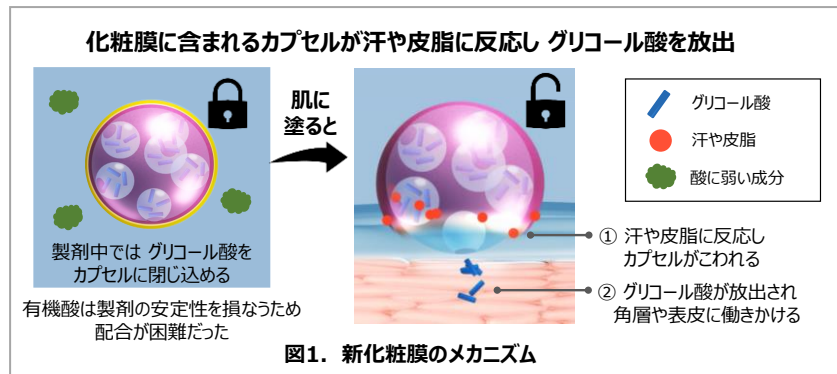 化粧膜に含まれるカプセルが汗や皮脂に反応し グリコール酸を放出
製剤中では グリコール酸を
カプセルに閉じ込める
有機酸は製剤の安定性を損なうため
配合が困難だった
肌に
塗ると
グリコール酸
汗や皮脂
酸に弱い成分
① 汗や皮脂に反応し
カプセルがこわれる
② グリコール酸が放出され
角層や表皮に働きかける
図1. 新化粧膜のメカニズム